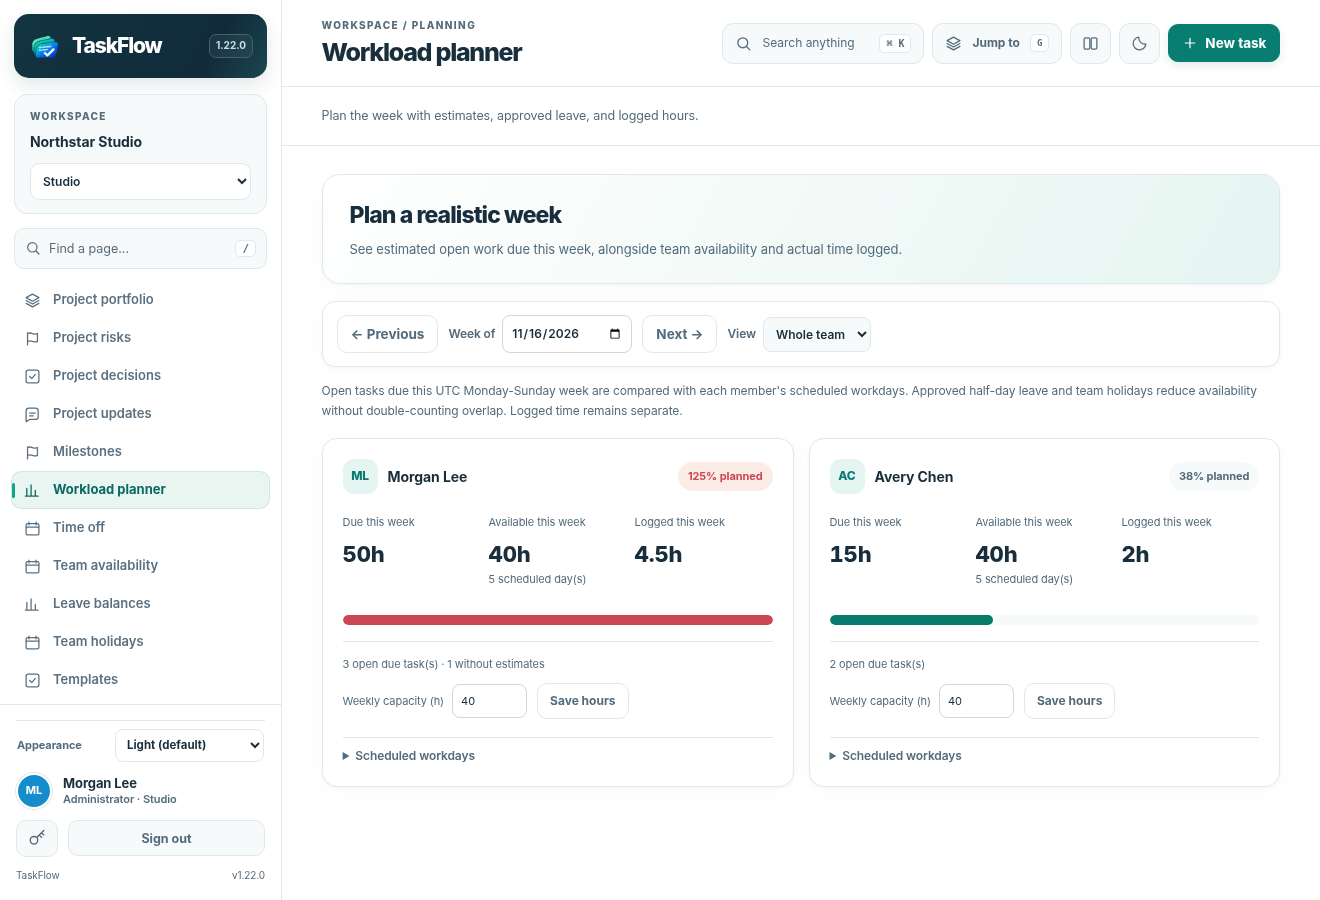 TaskFlow
1.22.0
WORKSPACE
Northstar Studio
Studio
Find a page...
/
Project portfolio
Project risks
Project decisions
Project updates
Milestones
Workload planner
Time off
Team availability
Leave balances
Team holidays
Templates
Appearance
Light (default)
ML
Morgan Lee
Administrator · Studio
Sign out
TaskFlow
v1.22.0
WORKSPACE / PLANNING
Workload planner
Search anything
⌘ K
Jump to
G
+ New task
Plan the week with estimates, approved leave, and logged hours.
Plan a realistic week
See estimated open work due this week, alongside team availability and actual time logged.
← Previous
Week of
11/16/2026
Next →
View
Whole team
Open tasks due this UTC Monday-Sunday week are compared with each member's scheduled workdays. Approved half-day leave and team holidays reduce availability
without double-counting overlap. Logged time remains separate.
ML
Morgan Lee
125% planned
Due this week
Available this week
Logged this week
50h
40h
4.5h
5 scheduled day(s)
3 open due task(s) · 1 without estimates
Weekly capacity (h)
40
Save hours
Scheduled workdays
AC
Avery Chen
38% planned
Due this week
Available this week
Logged this week
15h
40h
2h
5 scheduled day(s)
2 open due task(s)
Weekly capacity (h)
40
Save hours
Scheduled workdays